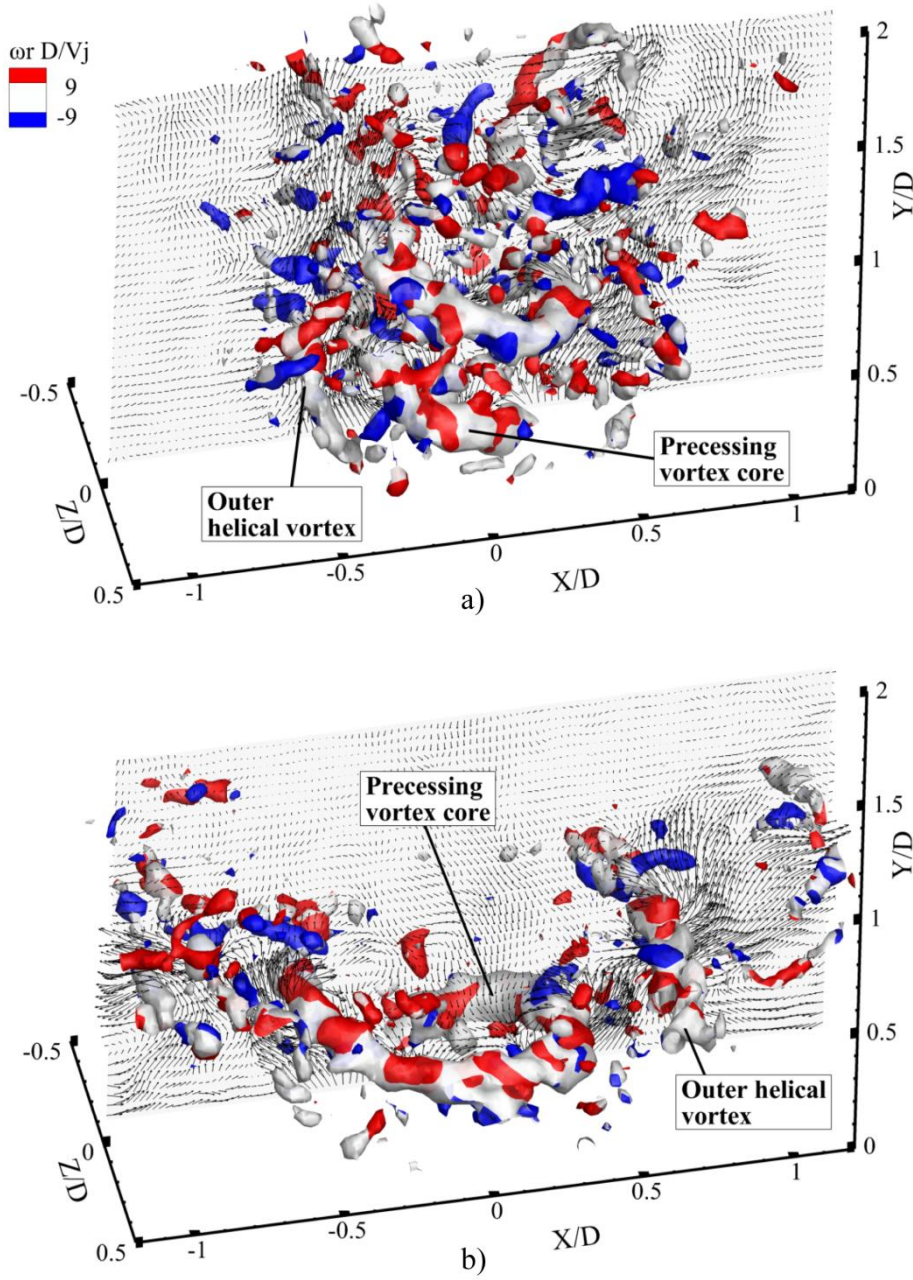 ωr D/Vj
9
-9
2
1.5
Y/D
1
0.5
0
-0.5
0
Z/D
0.5
-1
-0.5
0
0.5
1
X/D
Outer
helical vortex
Precessing
vortex core
a)
2
1.5
Y/D
1
0.5
0
Precessing
vortex core
-0.5
0
Z/D
0.5
-1
-0.5
0
0.5
1
X/D
Outer helical
vortex
b)